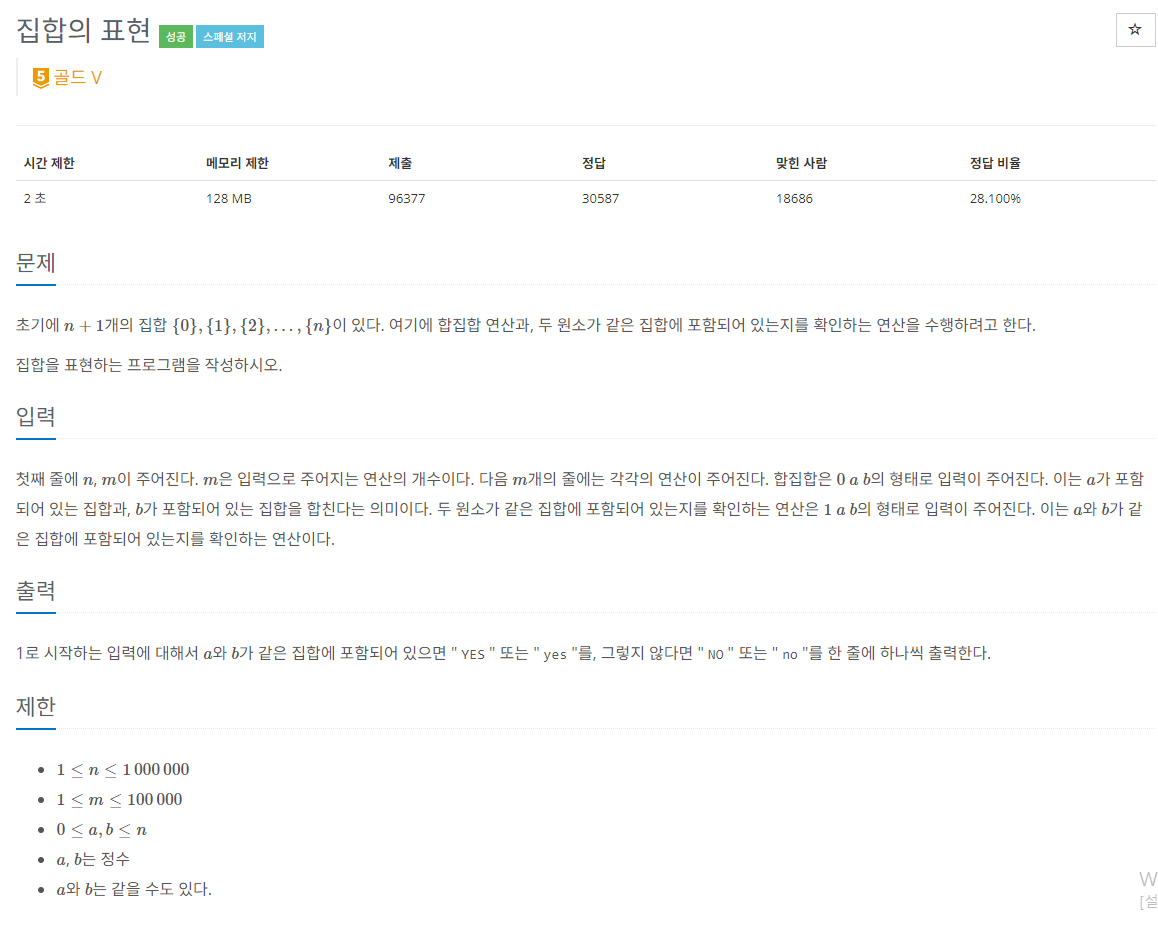 집합의 표현 성공 스페셜 저지
☆
5 골드 V
시간 제한 메모리 제한 제출 정답 맞힌 사람 정답 비율
2 초 128 MB 96377 30587 18686 28.100%
문제
초기에 n + 1개의 집합 {0}, {1}, {2}, . . . , {n}이 있다. 여기에 합집합 연산과, 두 원소가 같은 집합에 포함되어 있는지를 확인하는 연산을 수행하려고 한다.
집합을 표현하는 프로그램을 작성하시오.
입력
첫째 줄에 n, m이 주어진다. m은 입력으로 주어지는 연산의 개수이다. 다음 m개의 줄에는 각각의 연산이 주어진다. 합집합은 0 a b의 형태로 입력이 주어진다. 이는 a가 포함
되어 있는 집합과, b가 포함되어 있는 집합을 합친다는 의미이다. 두 원소가 같은 집합에 포함되어 있는지를 확인하는 연산은 1 a b의 형태로 입력이 주어진다. 이는 a와 b가 같
은 집합에 포함되어 있는지를 확인하는 연산이다.
출력
1로 시작하는 입력에 대해서 a와 b가 같은 집합에 포함되어 있으면 " YES " 또는 " yes "를, 그렇지 않다면 " NO " 또는 " no "를 한 줄에 하나씩 출력한다.
제한
• 1 ≤ n ≤ 1 000 000
• 1 ≤ m ≤ 100 000
• 0 ≤ a, b ≤ n
• a, b는 정수
• a와 b는 같을 수도 있다.
W
[설